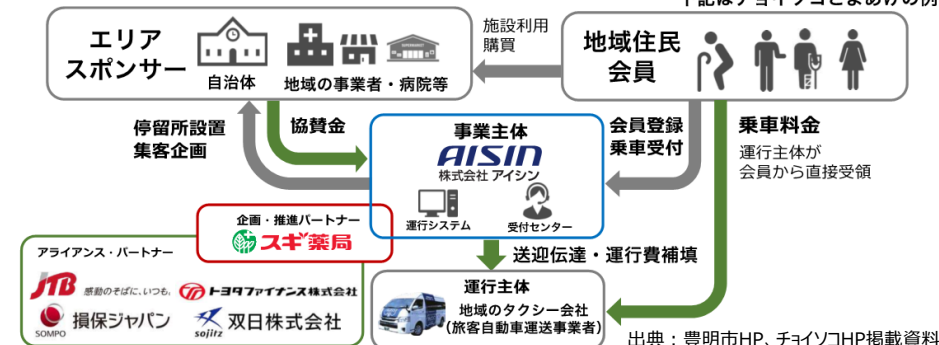 下記はチョイソコとよあけの例
エリア
スポンサー
自治体
地域の事業者・病院等
施設利用
購買
地域住民
会員
停留所設置
集客企画
協賛金
事業主体
AISIN
株式会社 アイシン
運行システム
受付センター
会員登録
乗車受付
乗車料金
運行主体が
会員から直接受領
企画・推進パートナー
スギ薬局
アライアンス・パートナー
JTB 感動のそばに、いつも。
トヨタファイナンス株式会社
SOMPO 損保ジャパン
sojitz 双日株式会社
送迎伝達・運行費補填
運行主体
地域のタクシー会社
(旅客自動車運送事業者)
出典：豊明市HP、チョイソコHP掲載資料